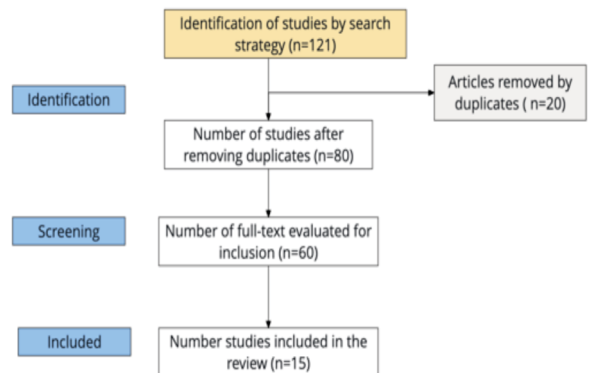 Identification of studies by search
strategy (n=121)
Identification
Articles removed by
duplicates ( n=20)
Number of studies after
removing duplicates (n=80)
Screening
Number of full-text evaluated for
inclusion (n=60)
Included
Number studies included in the
review (n=15)